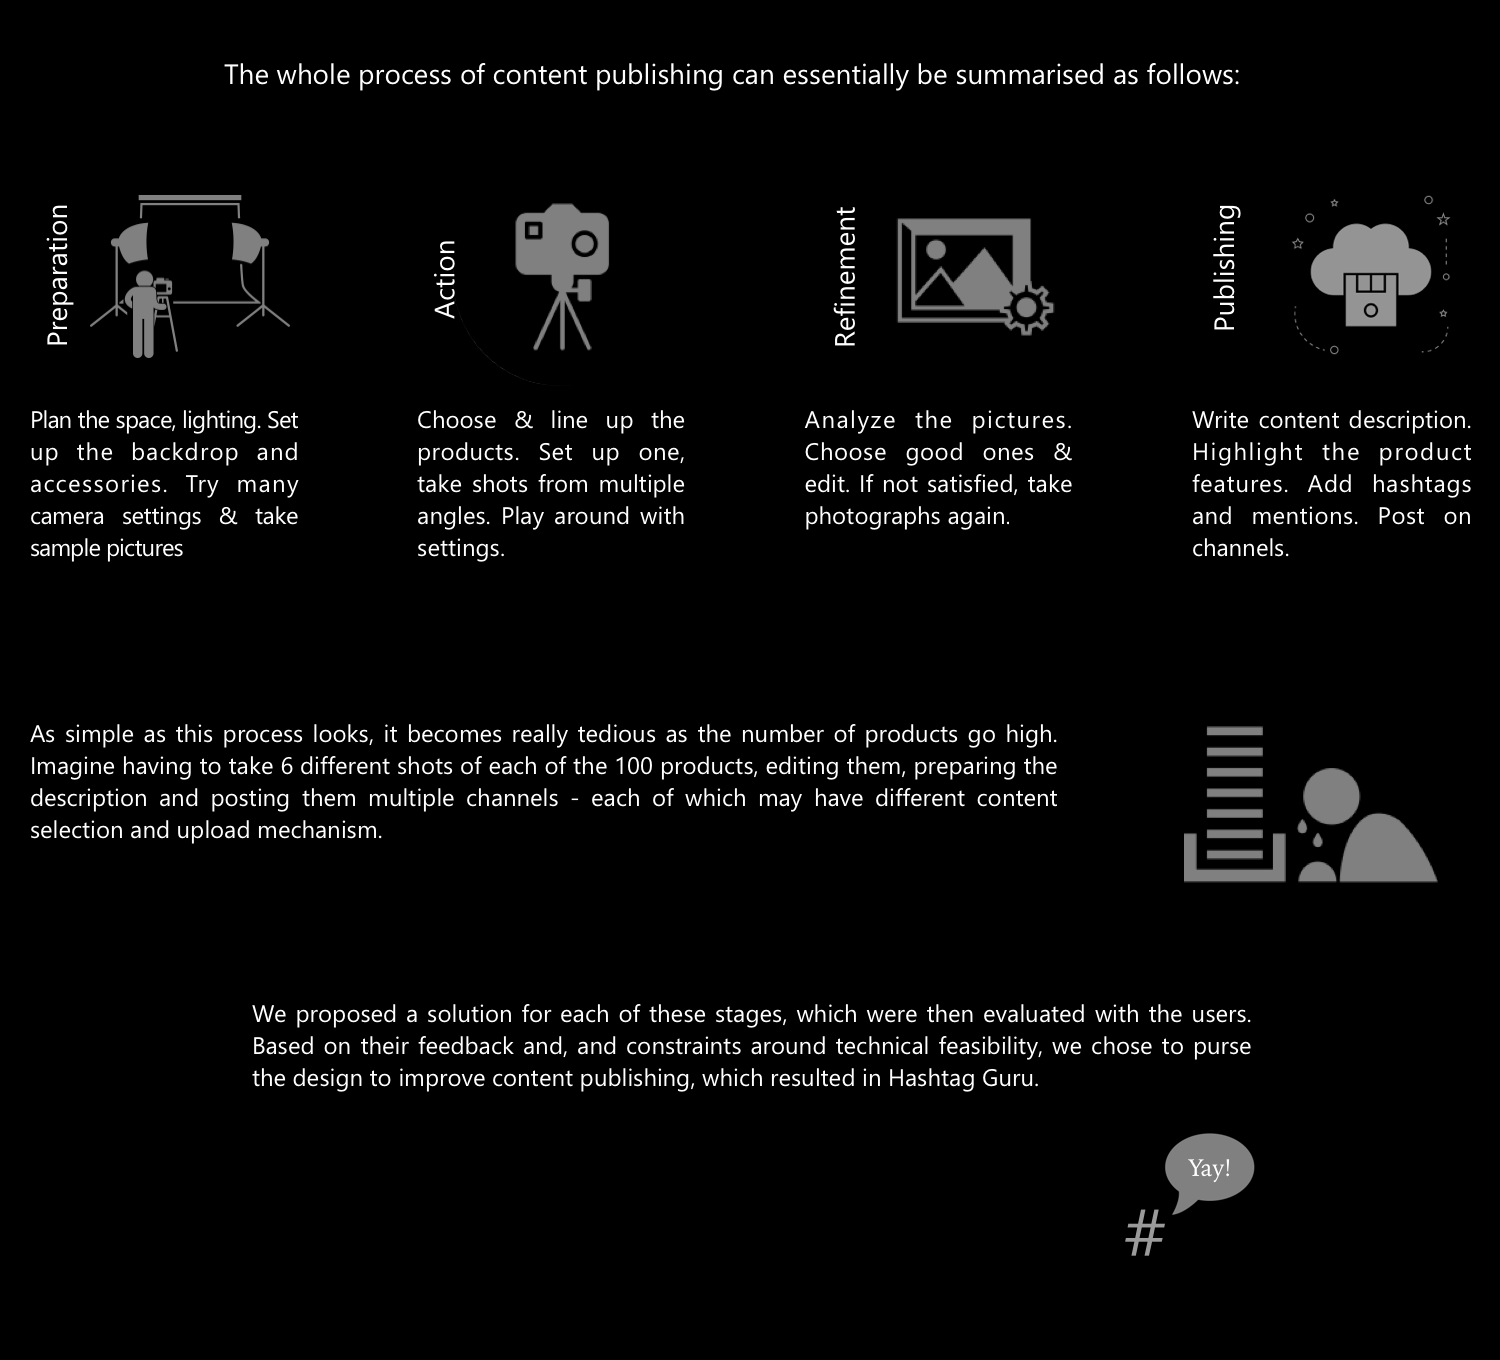 The whole process of content publishing can essentially be summarised as follows:
Preparation
Plan the space, lighting. Set
up the backdrop and
accessories. Try many
camera settings & take
sample pictures
Action
Choose & line up the
products. Set up one,
take shots from multiple
angles. Play around with
settings.
Refinement
Analyze the pictures.
Choose good ones &
edit. If not satisfied, take
photographs again.
Publishing
Write content description.
Highlight the product
features. Add hashtags
and mentions. Post on
channels.
As simple as this process looks, it becomes really tedious as the number of products go high.
Imagine having to take 6 different shots of each of the 100 products, editing them, preparing the
description and posting them multiple channels - each of which may have different content
selection and upload mechanism.
We proposed a solution for each of these stages, which were then evaluated with the users.
Based on their feedback and, and constraints around technical feasibility, we chose to purse
the design to improve content publishing, which resulted in Hashtag Guru.
Yay!
#